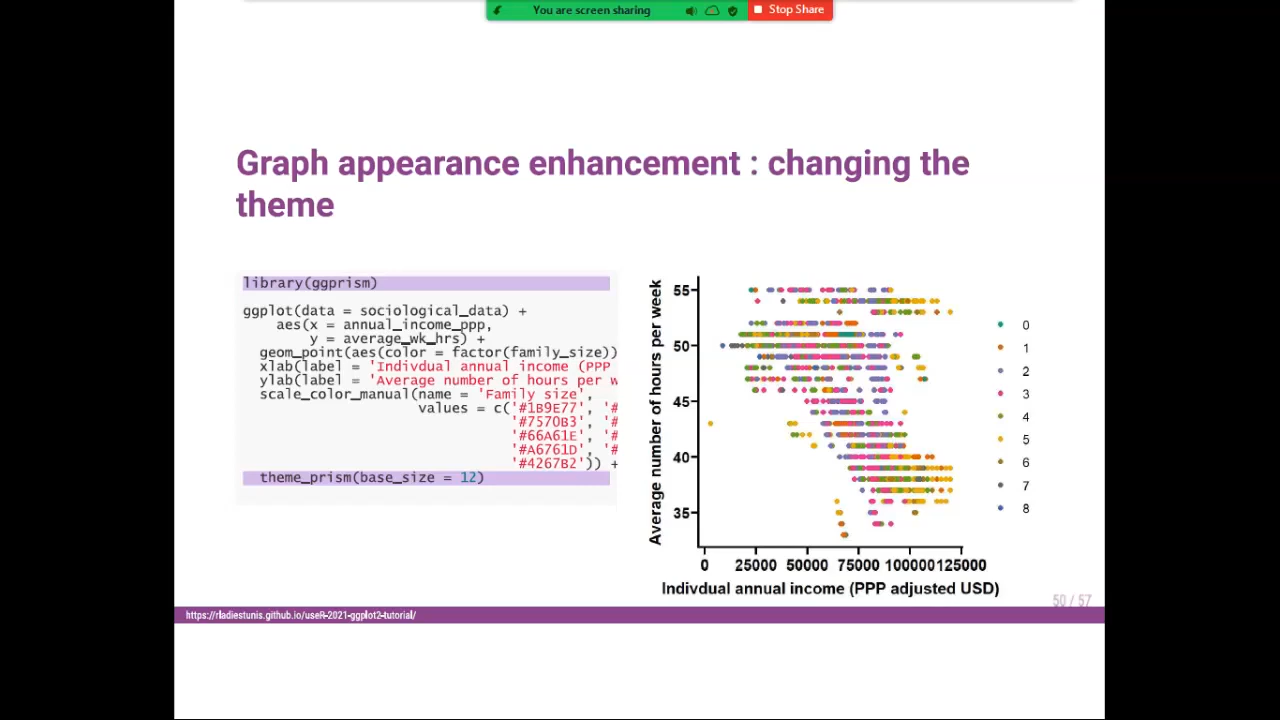 You are screen sharing
Stop Share
Graph appearance enhancement : changing the
theme
library(ggprism)
ggplot(data = sociological_data) +
aes(x = annual_income_ppp,
y = average_wk_hrs) +
geom_point(aes(color = factor(family_size))
xlab(label = 'Indivdual annual income (PPP
ylab(label = 'Average number of hours per w
scale_color_manual(name = 'Family size',
values = c('#1B9E77', '#
'#7570B3', '#
'#66A61E', '#
'#A6761D', '#
'#4267B2')) +
theme_prism(base_size = 12)
Average number of hours per week
55
50
45
40
35
0 25000 50000 75000 100000 125000
Indivdual annual income (PPP adjusted USD)
0
1
2
3
4
5
6
7
8
50 / 57
https://rladiestunis.github.io/useR-2021-ggplot2-tutorial/